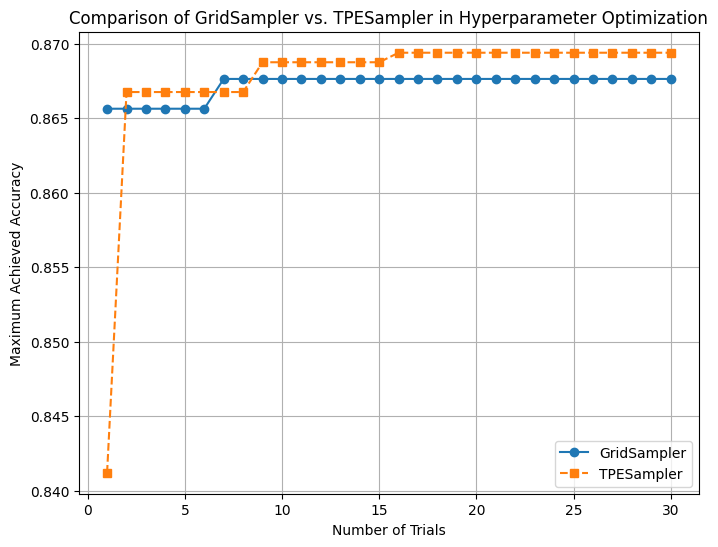 Comparison of GridSampler vs. TPESampler in Hyperparameter Optimization
Maximum Achieved Accuracy
0.870
0.865
0.860
0.855
0.850
0.845
0.840
0
5
10
15
20
25
30
Number of Trials
GridSampler
TPESampler